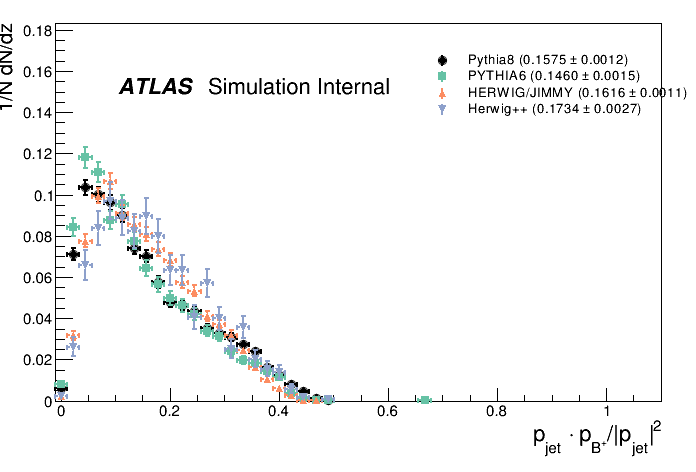 1/N dN/dz
0.18
0.16
0.14
0.12
0.1
0.08
0.06
0.04
0.02
0
ATLAS Simulation Internal
Pythia8 (0.1575 ± 0.0012)
PYTHIA6 (0.1460 ± 0.0015)
HERWIG/JIMMY (0.1616 ± 0.0011)
Herwig++ (0.1734 ± 0.0027)
0 0.2 0.4 0.6 0.8 1
p_jet · p_B⁺/|p_jet|²